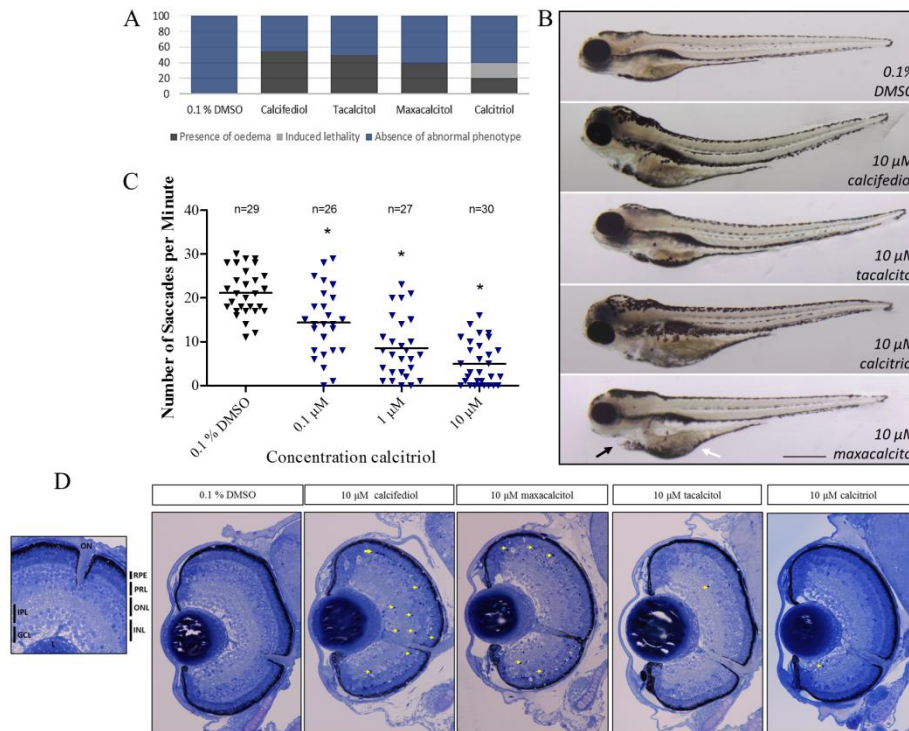 A
100
80
60
40
20
0
0.1 % DMSO Calcifediol Tacalcitol Maxacalcitol Calcitriol
Presence of oedema Induced lethality Absence of abnormal phenotype
B
0.1%
DMSO
10 µM
calcifediol
10 µM
tacalcito
10 µM
calcitrio
10 µM
maxacalcito
C
Number of Saccades per Minute
40
30
20
10
0
n=29 n=26 n=27 n=30
* * *
0.1 % DMSO 0.1 µM 1 µM 10 µM
Concentration calcitriol
D
0.1 % DMSO 10 µM calcifediol 10 µM maxacalcitol 10 µM tacalcitol 10 µM calcitriol
ON
RPE
PRL
ONL
INL
IPL
GCL
L